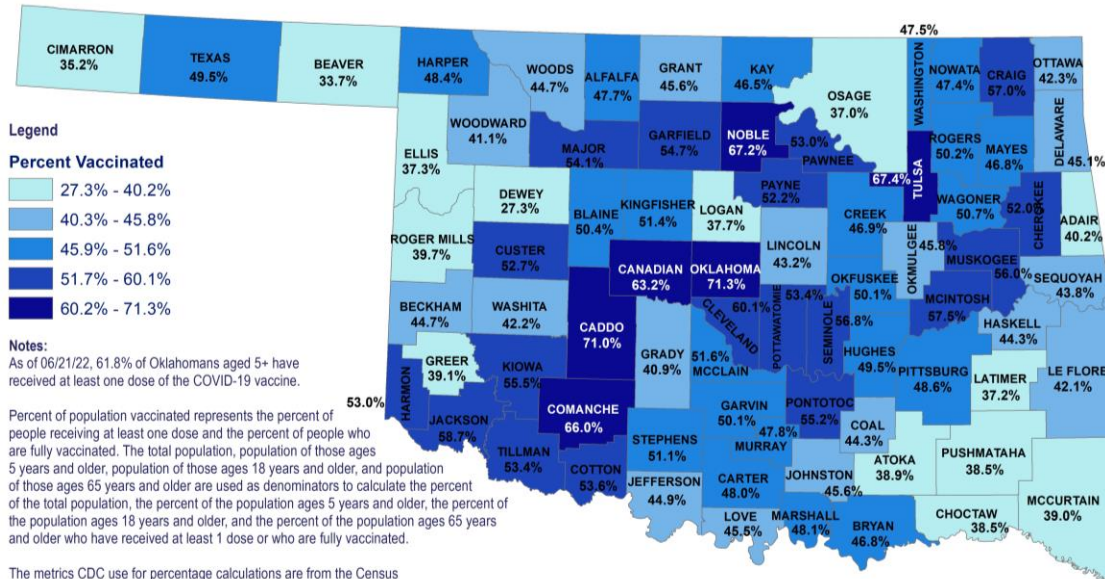 47.5%
CIMARRON
35.2%
TEXAS
49.5%
BEAVER
33.7%
HARPER
48.4%
WOODS
44.7%
ALFALFA
47.7%
GRANT
45.6%
KAY
46.5%
OSAGE
37.0%
WASHINGTON
NOWATA
47.4%
CRAIG
57.0%
OTTAWA
42.3%
WOODWARD
41.1%
ELLIS
37.3%
MAJOR
54.1%
GARFIELD
54.7%
NOBLE
67.2%
53.0%
PAWNEE
67.4%
TULSA
ROGERS
50.2%
MAYES
46.8%
DELAWARE
45.1%
DEWEY
27.3%
BLAINE
50.4%
KINGFISHER
51.4%
LOGAN
37.7%
PAYNE
52.2%
CREEK
46.9%
WAGONER
50.7%
52.0%
CHEROKEE
ADAIR
40.2%
ROGER MILLS
39.7%
CUSTER
52.7%
CANADIAN
63.2%
OKLAHOMA
71.3%
LINCOLN
43.2%
OKFUSKEE
50.1%
OKMULGEE
45.8%
MUSKOGEE
56.0%
SEQUOYAH
43.8%
BECKHAM
44.7%
WASHITA
42.2%
CADDO
71.0%
GRADY
40.9%
60.1%
CLEVELAND
53.4%
POTTAWATOMIE
SEMINOLE
56.8%
HUGHES
49.5%
MCINTOSH
57.5%
HASKELL
44.3%
LE FLORE
42.1%
GREER
39.1%
KIOWA
55.5%
53.0%
HARMON
JACKSON
58.7%
COMANCHE
66.0%
51.6%
MCCLAIN
GARVIN
50.1%
PONTOTOC
55.2%
PITTSBURG
48.6%
LATIMER
37.2%
TILLMAN
53.4%
COTTON
53.6%
STEPHENS
51.1%
47.8%
MURRAY
COAL
44.3%
ATOKA
38.9%
PUSHMATAHA
38.5%
JEFFERSON
44.9%
CARTER
48.0%
JOHNSTON
45.6%
LOVE
45.5%
MARSHALL
48.1%
BRYAN
46.8%
CHOCTAW
38.5%
MCCURTAIN
39.0%
Legend
Percent Vaccinated
27.3% - 40.2%
40.3% - 45.8%
45.9% - 51.6%
51.7% - 60.1%
60.2% - 71.3%
Notes:
As of 06/21/22, 61.8% of Oklahomans aged 5+ have
received at least one dose of the COVID-19 vaccine.
Percent of population vaccinated represents the percent of
people receiving at least one dose and the percent of people who
are fully vaccinated. The total population, population of those ages
5 years and older, population of those ages 18 years and older, and population
of those ages 65 years and older are used as denominators to calculate the percent
of the total population, the percent of the population ages 5 years and older, the percent of
the population ages 18 years and older, and the percent of the population ages 65 years
and older who have received at least 1 dose or who are fully vaccinated.
The metrics CDC use for percentage calculations are from the Census